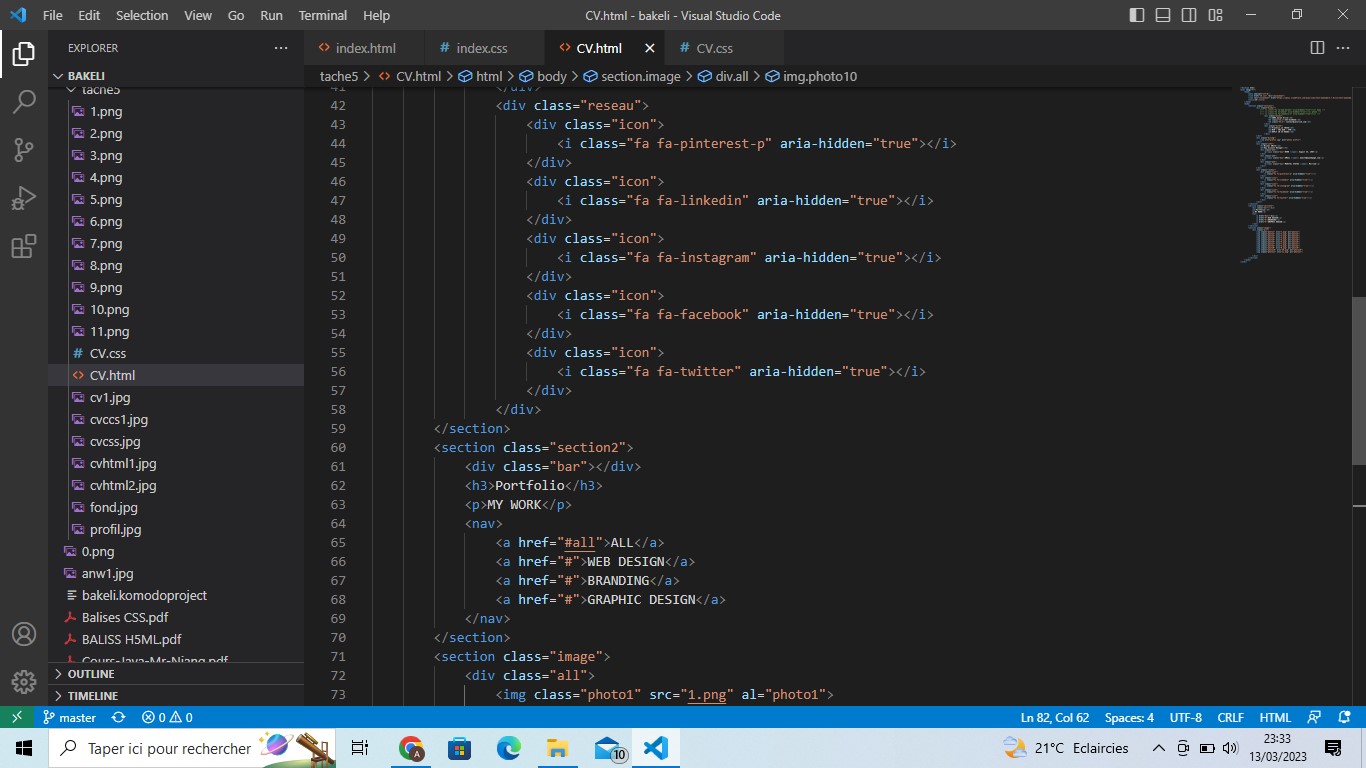 File Edit Selection View Go Run Terminal Help
CV.html - bakeli - Visual Studio Code
EXPLORER
BAKELI
tache5
1.png
2.png
3.png
4.png
5.png
6.png
7.png
8.png
9.png
10.png
11.png
# CV.css
<> CV.html
cv1.jpg
cvccs1.jpg
cvcss.jpg
cvhtml1.jpg
cvhtml2.jpg
fond.jpg
profil.jpg
0.png
anw1.jpg
bakeli.komodoproject
Balises CSS.pdf
BALISS H5ML.pdf
Cours-Java-Mr-Niang.pdf
OUTLINE
TIMELINE
<> index.html # index.css <> CV.html # CV.css
tache5 > <> CV.html > html > body > section.image > div.all > img.photo10
41 </div>
42 <div class="reseau">
43 <div class="icon">
44 <i class="fa fa-pinterest-p" aria-hidden="true"></i>
45 </div>
46 <div class="icon">
47 <i class="fa fa-linkedin" aria-hidden="true"></i>
48 </div>
49 <div class="icon">
50 <i class="fa fa-instagram" aria-hidden="true"></i>
51 </div>
52 <div class="icon">
53 <i class="fa fa-facebook" aria-hidden="true"></i>
54 </div>
55 <div class="icon">
56 <i class="fa fa-twitter" aria-hidden="true"></i>
57 </div>
58 </div>
59 </section>
60 <section class="section2">
61 <div class="bar"></div>
62 <h3>Portfolio</h3>
63 <p>MY WORK</p>
64 <nav>
65 <a href="#all">ALL</a>
66 <a href="#">WEB DESIGN</a>
67 <a href="#">BRANDING</a>
68 <a href="#">GRAPHIC DESIGN</a>
69 </nav>
70 </section>
71 <section class="image">
72 <div class="all">
73 <img class="photo1" src="1.png" al="photo1">
master 0 0 Ln 82, Col 62 Spaces: 4 UTF-8 CRLF HTML
Taper ici pour rechercher
A
10
21°C Eclaircies
23:33
13/03/2023